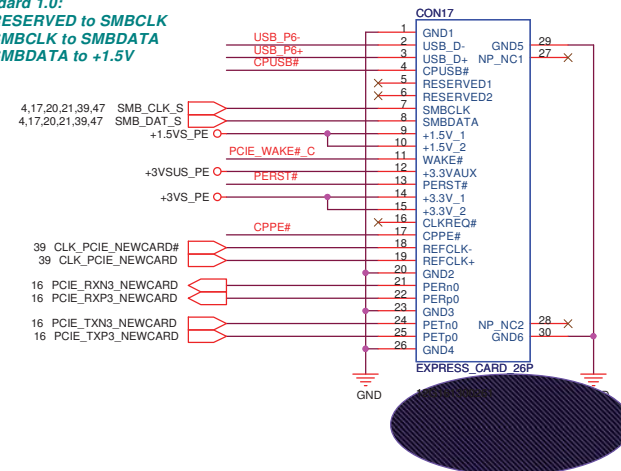 dard 1.0:
RESERVED to SMBCLK
SMBCLK to SMBDATA
SMBDATA to +1.5V
CON17
1 GND1
USB_P6- 2 USB_D- GND5 29
USB_P6+ 3 USB_D+ NP_NC1 27
CPUSB# 4 CPUSB#
5 RESERVED1
6 RESERVED2
4,17,20,21,39,47 SMB_CLK_S 7 SMBCLK
4,17,20,21,39,47 SMB_DAT_S 8 SMBDATA
+1.5VS_PE 9 +1.5V_1
10 +1.5V_2
PCIE_WAKE#_C 11 WAKE#
+3VSUS_PE 12 +3.3VAUX
PERST# 13 PERST#
+3VS_PE 14 +3.3V_1
15 +3.3V_2
16 CLKREQ#
CPPE# 17 CPPE#
39 CLK_PCIE_NEWCARD# 18 REFCLK-
39 CLK_PCIE_NEWCARD 19 REFCLK+
20 GND2
16 PCIE_RXN3_NEWCARD 21 PERn0
16 PCIE_RXP3_NEWCARD 22 PERp0
23 GND3
16 PCIE_TXN3_NEWCARD 24 PETn0 NP_NC2 28
16 PCIE_TXP3_NEWCARD 25 PETp0 GND6 30
26 GND4
EXPRESS_CARD_26P
GND